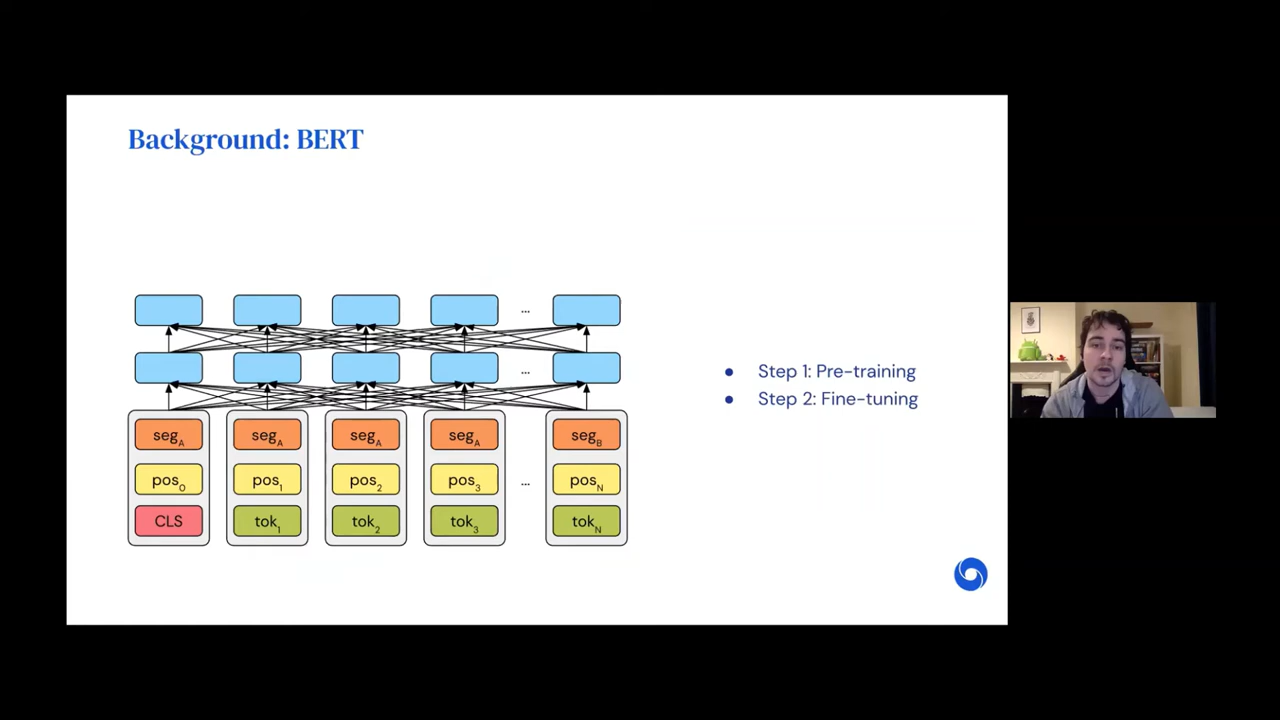 Background: BERT
...
...
Step 1: Pre-training
Step 2: Fine-tuning
segA segA segA segA segB
pos0 pos1 pos2 pos3 ... posN
CLS tok1 tok2 tok3 tokN